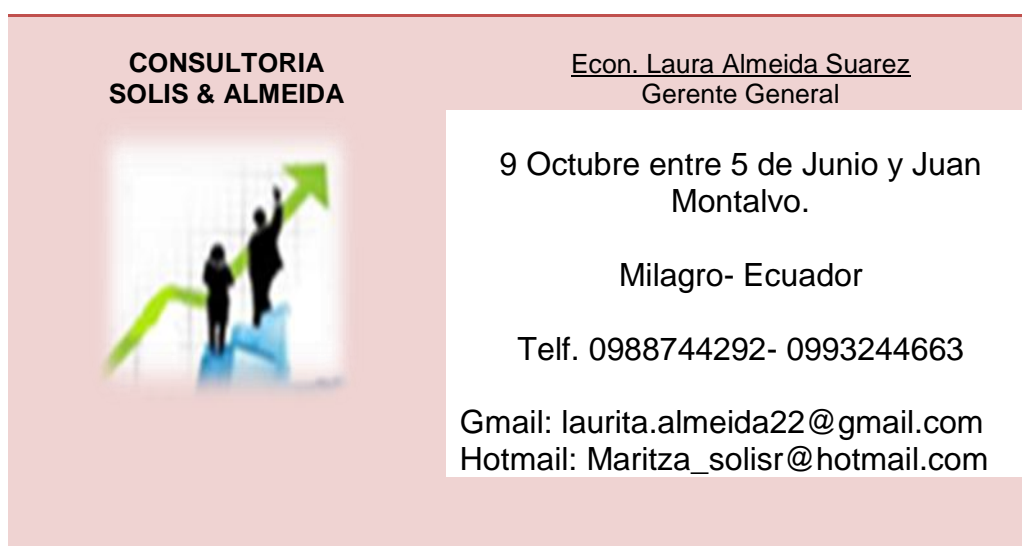 CONSULTORIA
SOLIS & ALMEIDA
Econ. Laura Almeida Suarez
Gerente General
9 Octubre entre 5 de Junio y Juan
Montalvo.
Milagro- Ecuador
Telf. 0988744292- 0993244663
Gmail: laurita.almeida22@gmail.com
Hotmail: Maritza_solisr@hotmail.com